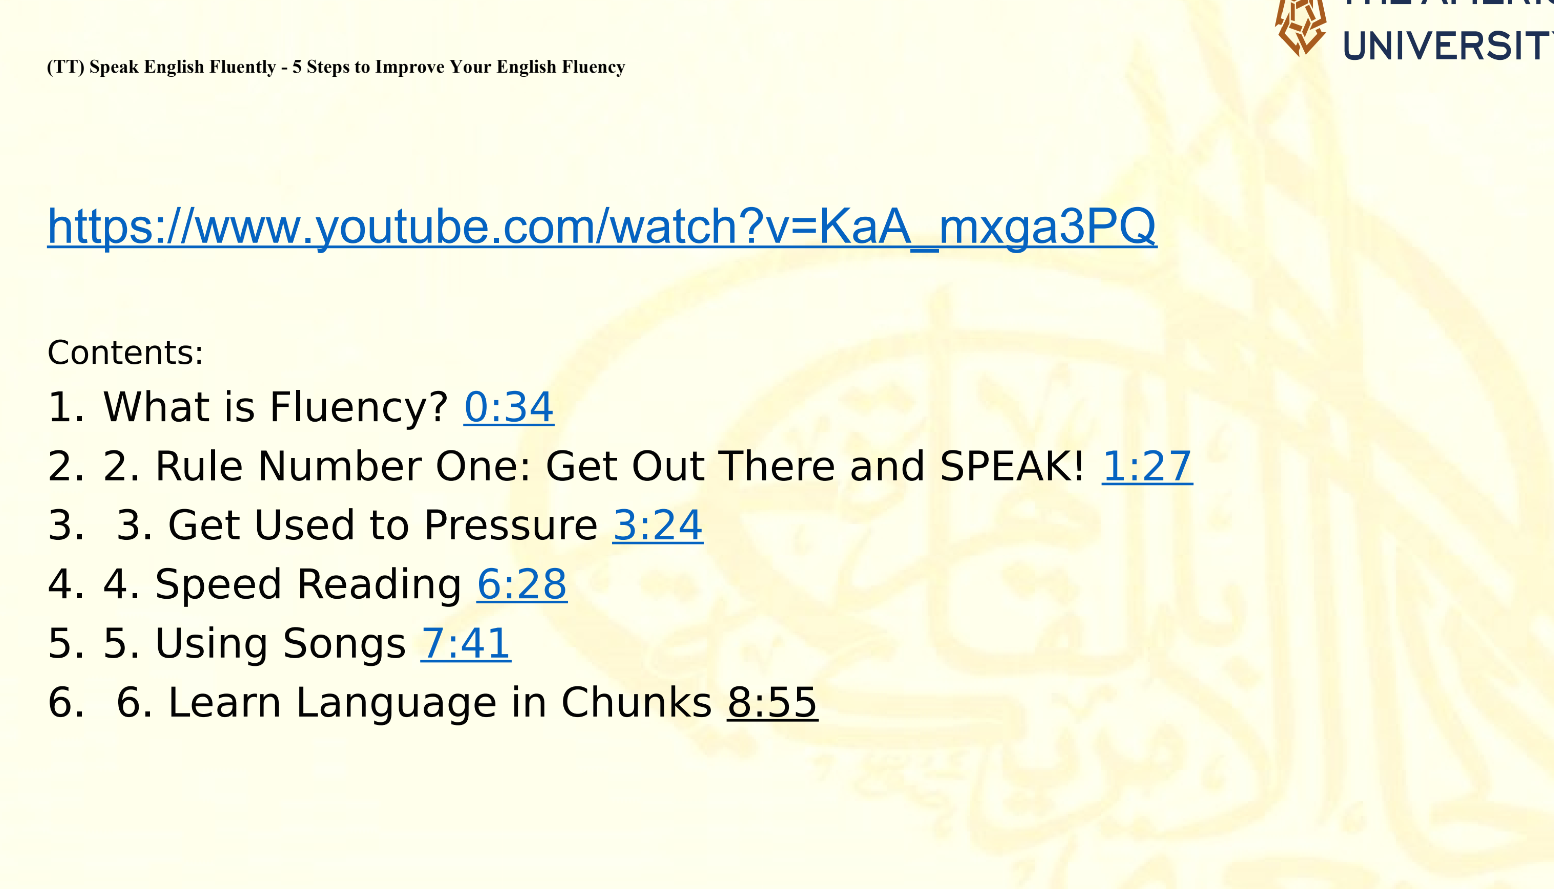 UNIVERSITY
(TT) Speak English Fluently - 5 Steps to Improve Your English Fluency
https://www.youtube.com/watch?v=KaA_mxga3PQ
Contents:
1. What is Fluency? 0:34
2. 2. Rule Number One: Get Out There and SPEAK! 1:27
3. 3. Get Used to Pressure 3:24
4. 4. Speed Reading 6:28
5. 5. Using Songs 7:41
6. 6. Learn Language in Chunks 8:55